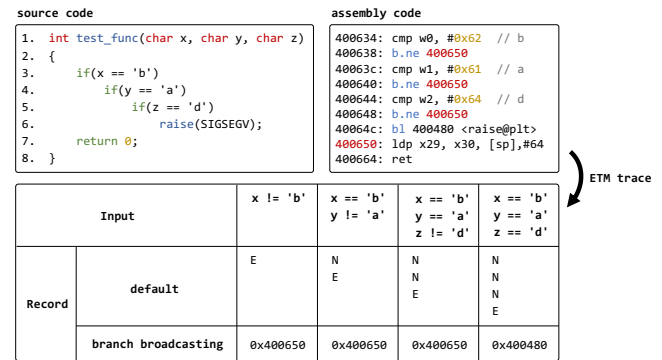 source code
1. int test_func(char x, char y, char z)
2. {
3. if(x == 'b')
4. if(y == 'a')
5. if(z == 'd')
6. raise(SIGSEGV);
7. return 0;
8. }
assembly code
400634: cmp w0, #0x62 // b
400638: b.ne 400650
40063c: cmp w1, #0x61 // a
400640: b.ne 400650
400644: cmp w2, #0x64 // d
400648: b.ne 400650
40064c: bl 400480 <raise@plt>
400650: ldp x29, x30, [sp],#64
400664: ret
ETM trace
Input
x != 'b'
x == 'b'
y != 'a'
x == 'b'
y == 'a'
z != 'd'
x == 'b'
y == 'a'
z == 'd'
Record
default
E
N
E
N
N
E
N
N
N
E
branch broadcasting
0x400650
0x400650
0x400650
0x400480